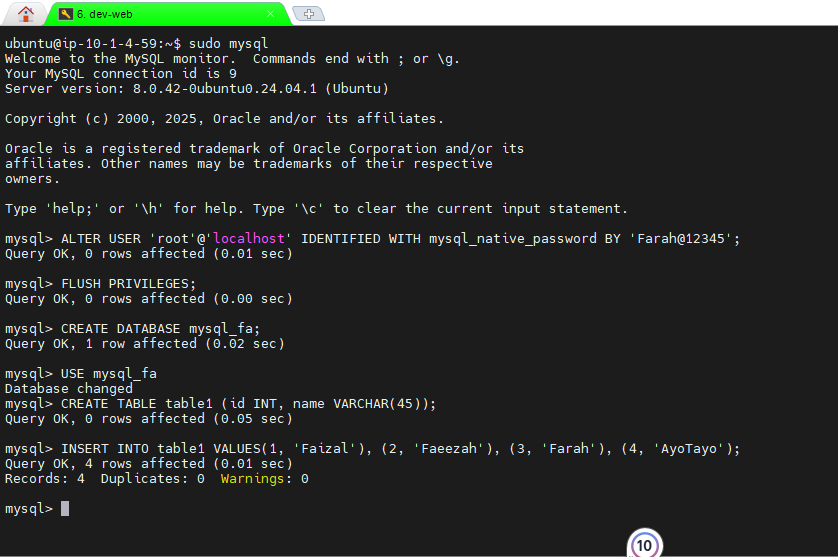 6. dev-web
ubuntu@ip-10-1-4-59:~$ sudo mysql
Welcome to the MySQL monitor.  Commands end with ; or \g.
Your MySQL connection id is 9
Server version: 8.0.42-0ubuntu0.24.04.1 (Ubuntu)
Copyright (c) 2000, 2025, Oracle and/or its affiliates.
Oracle is a registered trademark of Oracle Corporation and/or its
affiliates. Other names may be trademarks of their respective
owners.
Type 'help;' or '\h' for help. Type '\c' to clear the current input statement.
mysql> ALTER USER 'root'@'localhost' IDENTIFIED WITH mysql_native_password BY 'Farah@12345';
Query OK, 0 rows affected (0.01 sec)
mysql> FLUSH PRIVILEGES;
Query OK, 0 rows affected (0.00 sec)
mysql> CREATE DATABASE mysql_fa;
Query OK, 1 row affected (0.02 sec)
mysql> USE mysql_fa
Database changed
mysql> CREATE TABLE table1 (id INT, name VARCHAR(45));
Query OK, 0 rows affected (0.05 sec)
mysql> INSERT INTO table1 VALUES(1, 'Faizal'), (2, 'Faeezah'), (3, 'Farah'), (4, 'AyoTayo');
Query OK, 4 rows affected (0.01 sec)
Records: 4  Duplicates: 0  Warnings: 0
mysql>
10